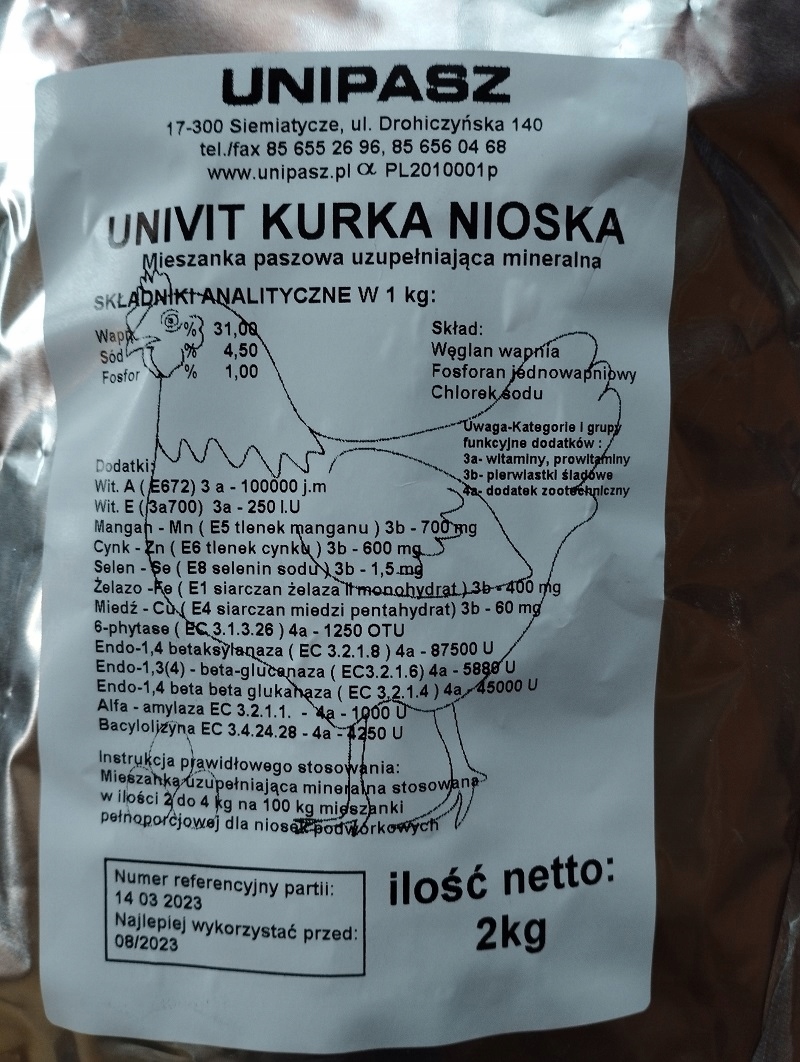 UNIPASZ
17-300 Siemiatycze, ul. Drohiczyńska 140
tel./fax 85 655 26 96, 85 656 04 68
www.unipasz.pl α PL2010001p
UNIVIT KURKA NIOSKA
Mieszanka paszowa uzupełniająca mineralna
SKŁADNIKI ANALITYCZNE W 1 kg:
Wapń % 31,00
Sód % 4,50
Fosfor % 1,00
Skład:
Węglan wapnia
Fosforan jednowapniowy
Chlorek sodu
Uwaga-Kategorie i grupy
funkcyjne dodatków :
3a- witaminy, prowitaminy
3b- pierwiastki śladowe
4a- dodatek zootechniczny
Dodatki:
Wit. A ( E672) 3 a - 100000 j.m
Wit. E ( 3a700) 3a - 250 I.U
Mangan - Mn ( E5 tlenek manganu ) 3b - 700 mg
Cynk - Zn ( E6 tlenek cynku ) 3b - 600 mg
Selen - Se ( E8 selenin sodu ) 3b - 1,5 mg
Żelazo -Fe ( E1 siarczan żelaza II monohydrat ) 3b - 400 mg
Miedź - Cu ( E4 siarczan miedzi pentahydrat) 3b - 60 mg
6-phytase ( EC 3.1.3.26 ) 4a - 1250 OTU
Endo-1,4 betaksylanaza ( EC 3.2.1.8 ) 4a - 87500 U
Endo-1,3(4) - beta-glucanaza ( EC3.2.1.6) 4a - 5880 U
Endo-1,4 beta beta glukanaza ( EC 3.2.1.4 ) 4a - 45000 U
Alfa - amylaza EC 3.2.1.1. - 4a - 1000 U
Bacylolizyna EC 3.4.24.28 - 4a - 4250 U
Instrukcja prawidłowego stosowania:
Mieszanka uzupełniająca mineralna stosowana
w ilości 2 do 4 kg na 100 kg mieszanki
pełnoporcjowej dla niosek podwórkowych
Numer referencyjny partii:
14 03 2023
Najlepiej wykorzystać przed:
08/2023
ilość netto:
2kg